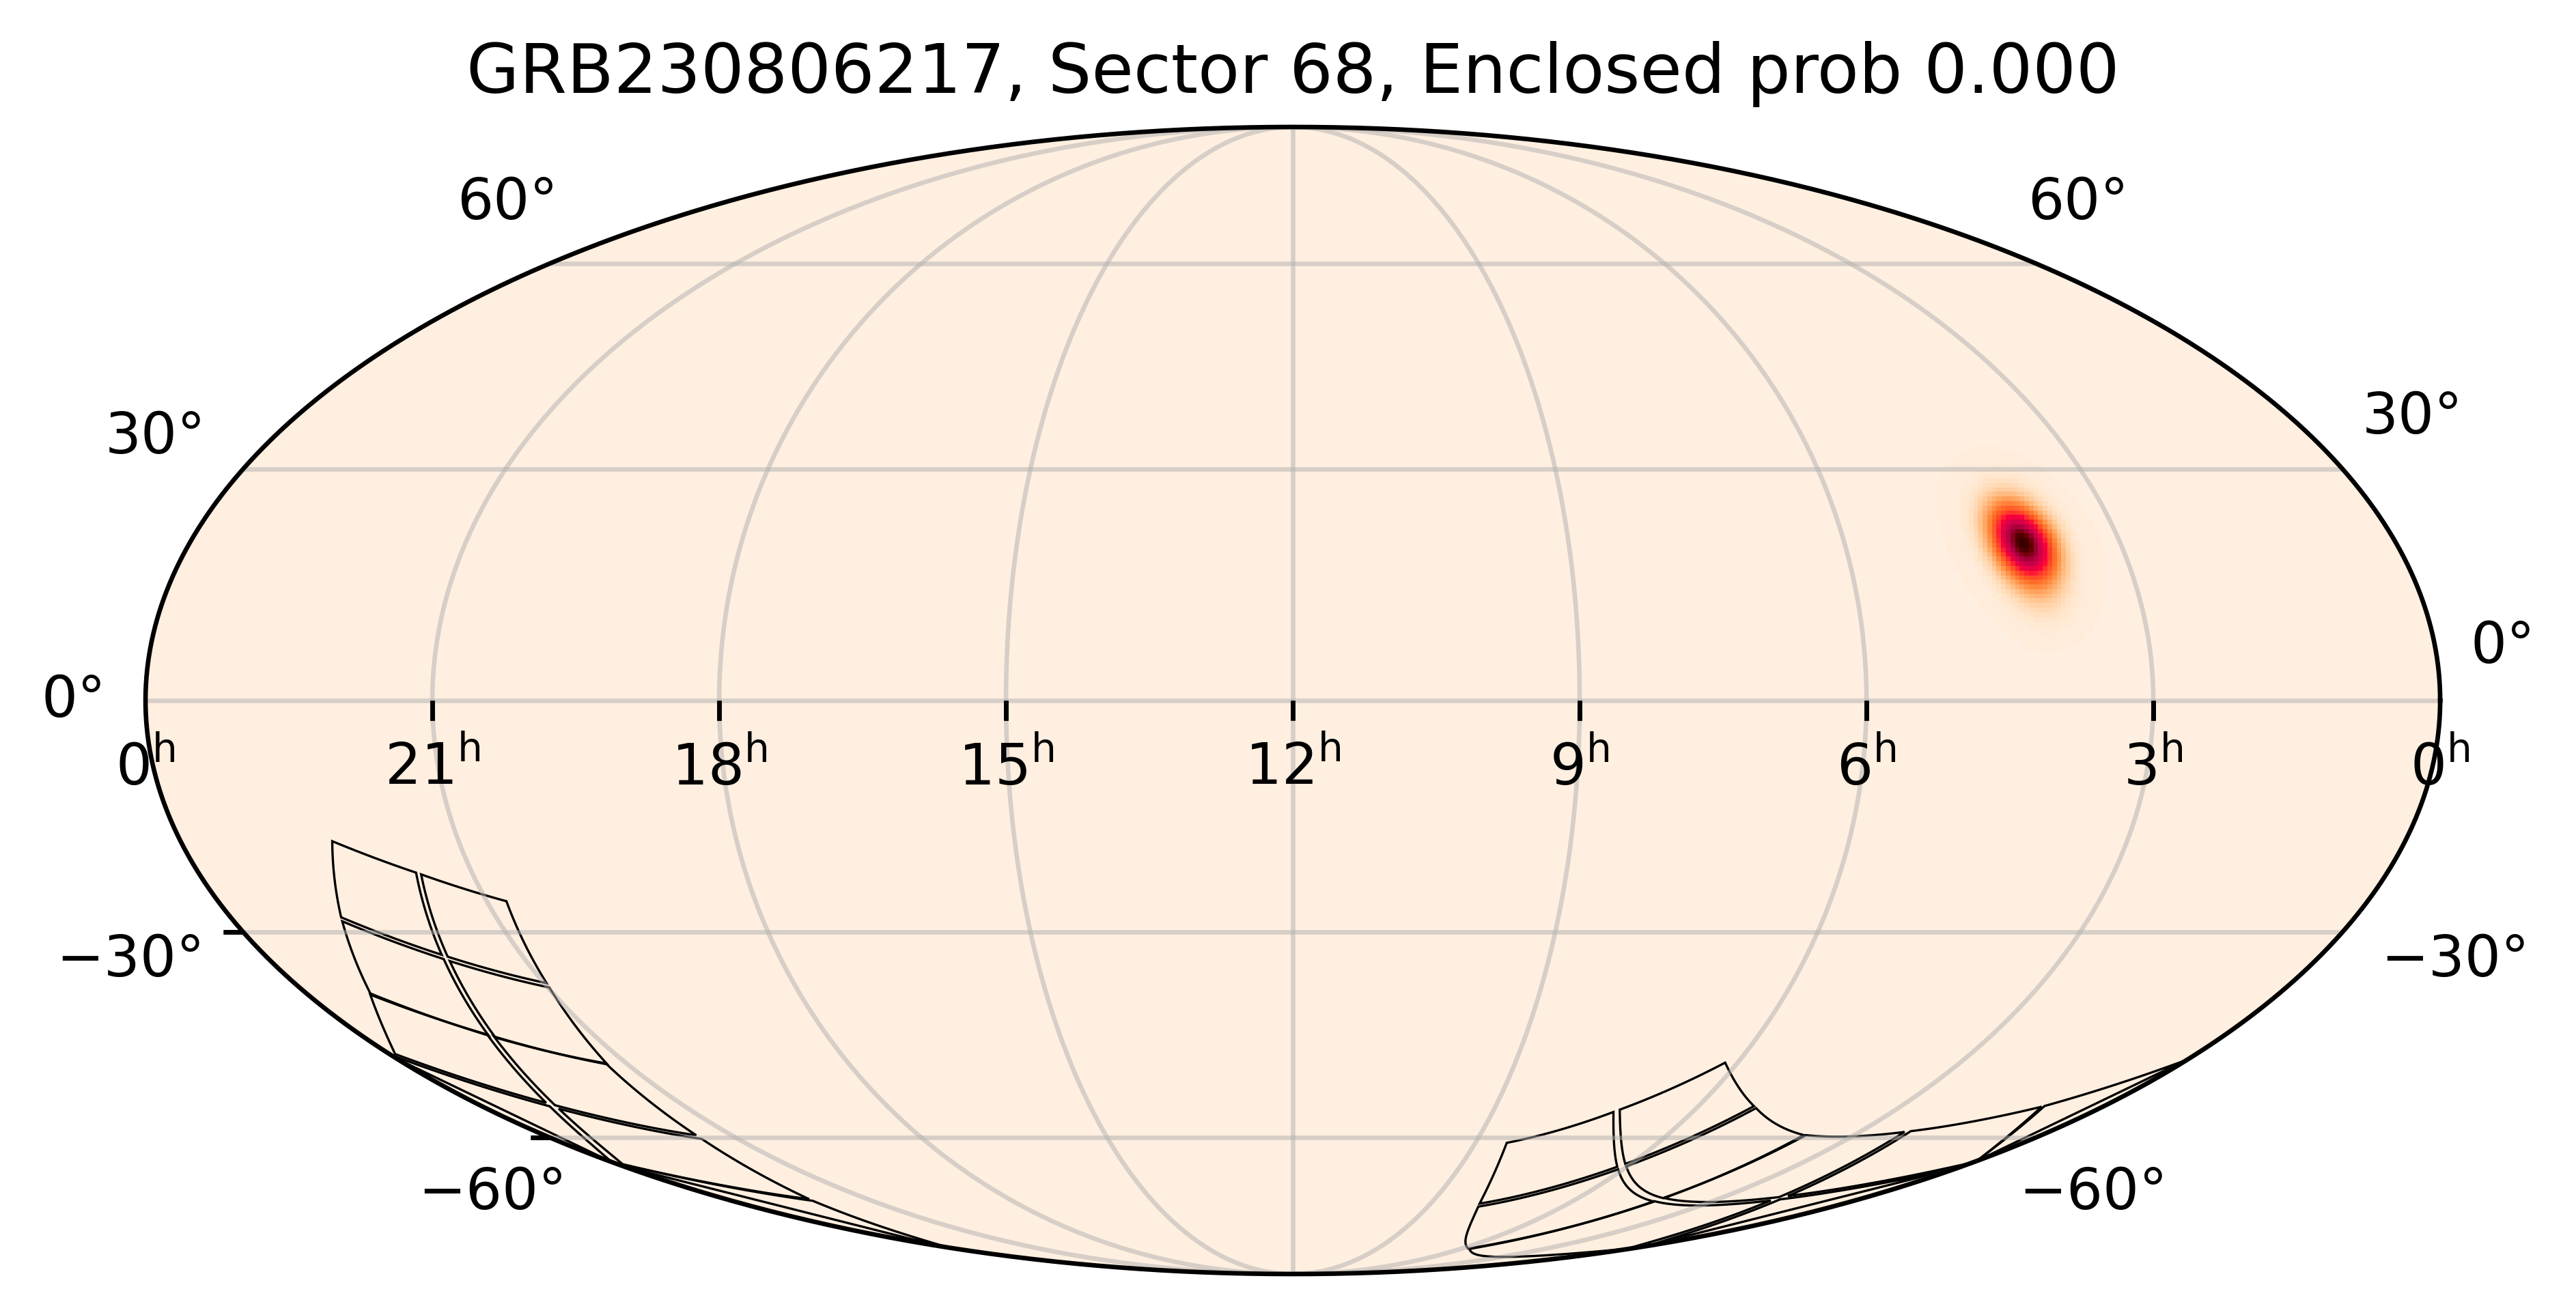 GRB230806217, Sector 68, Enclosed prob 0.000
60° 60°
30° 30°
0° 0°
0ʰ 21ʰ 18ʰ 15ʰ 12ʰ 9ʰ 6ʰ 3ʰ 0ʰ
−30° −30°
−60° −60°